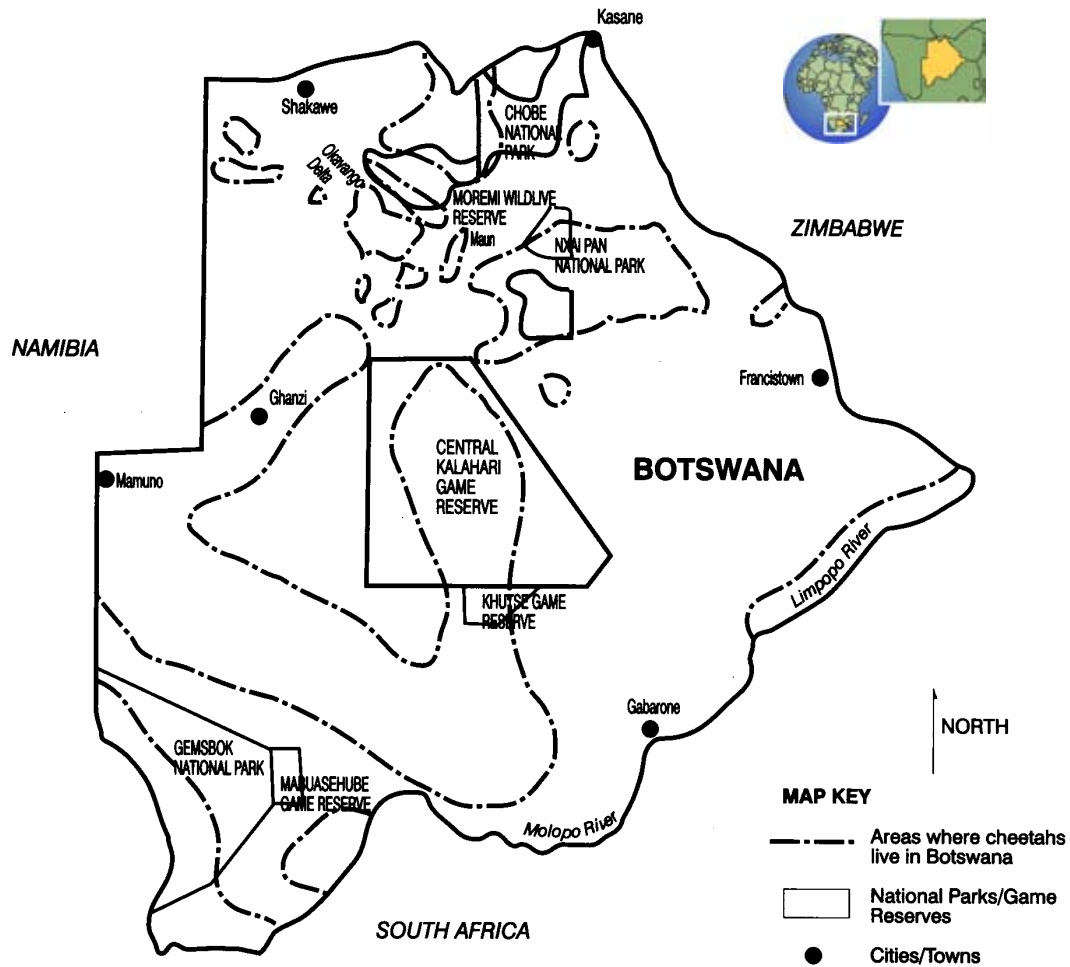 Kasane
Shakawe
CHOBE
NATIONAL
PARK
Okavango
Delta
MOREMI WILDLIVE
RESERVE
Maun
ZIMBABWE
NXAI PAN
NATIONAL PARK
NAMIBIA
Francistown
Ghanzi
CENTRAL
KALAHARI
GAME
RESERVE
BOTSWANA
Mamuno
Limpopo River
KHUTSE GAME
RESERVE
Gabarone
NORTH
GEMSBOK
NATIONAL PARK
MABUASEHUBE
GAME RESERVE
Molopo River
SOUTH AFRICA
MAP KEY
Areas where cheetahs
live in Botswana
National Parks/Game
Reserves
Cities/Towns